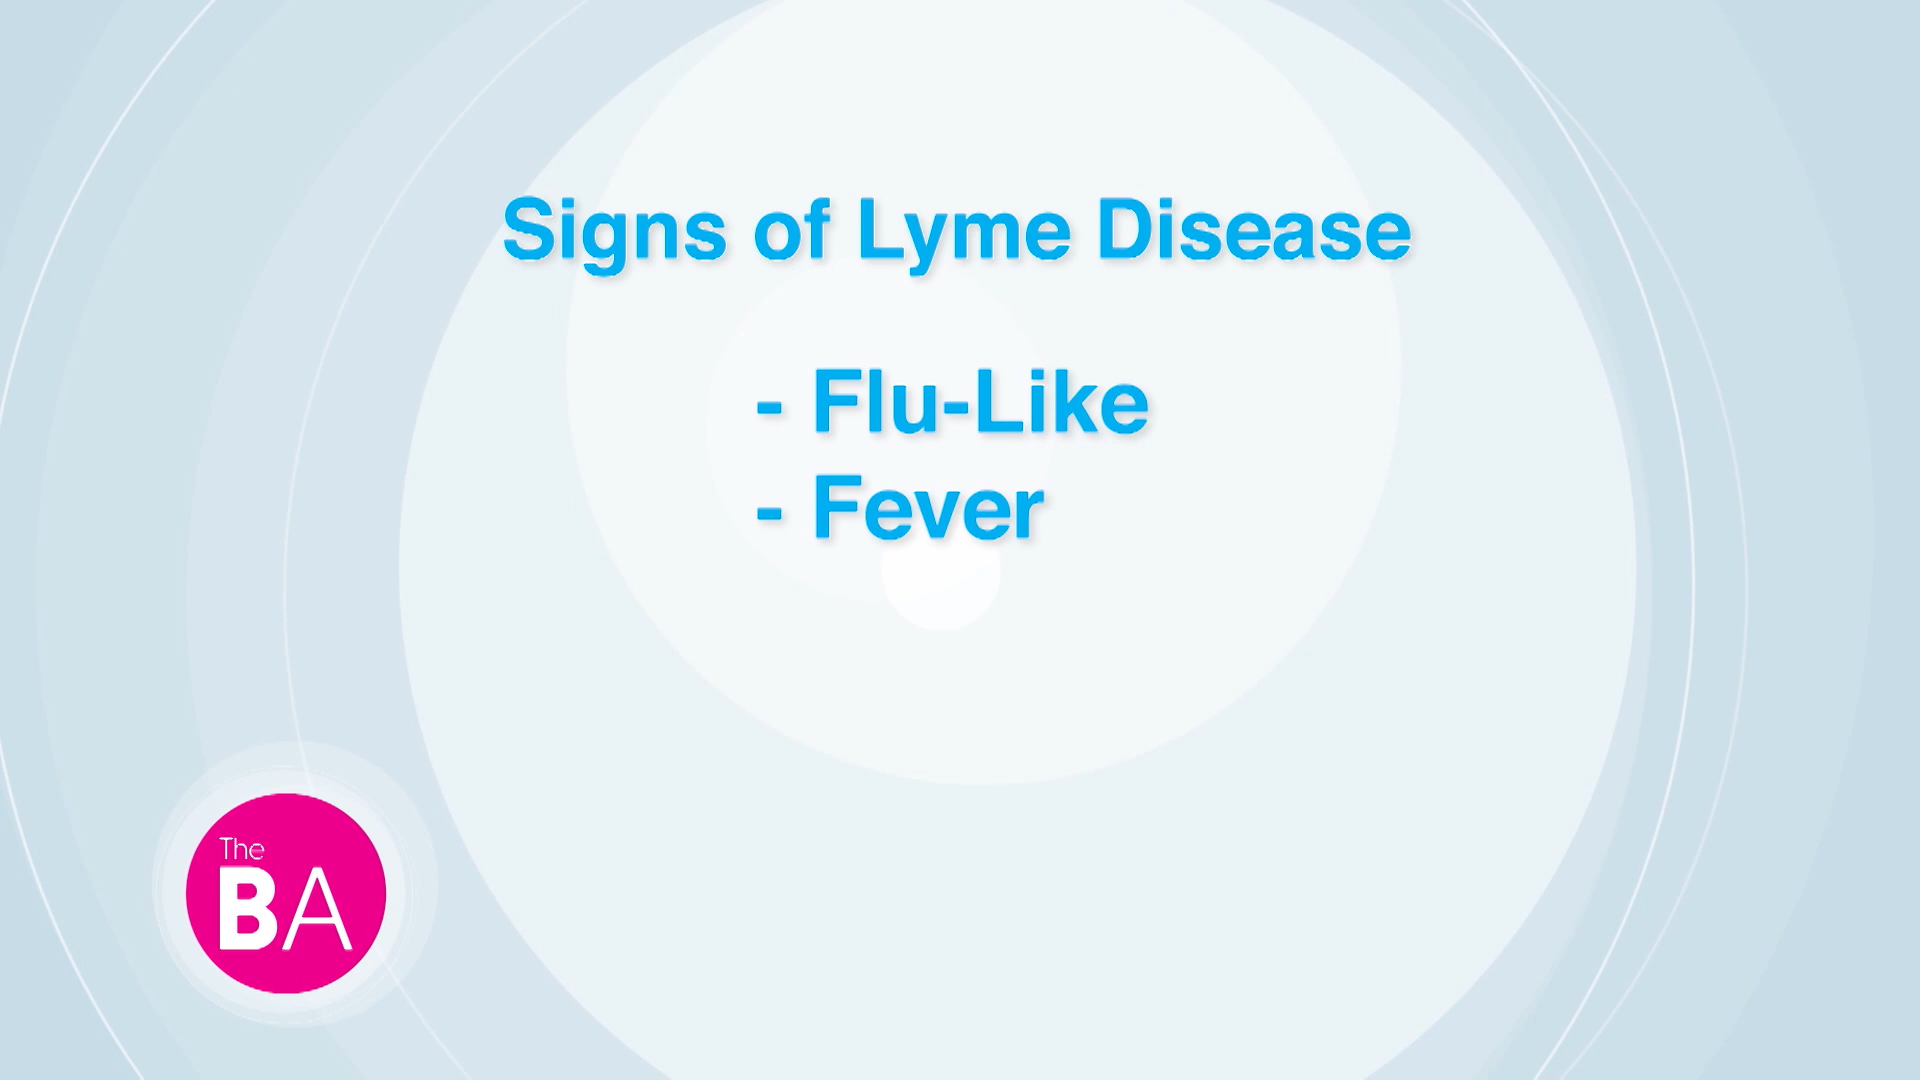 Signs of Lyme Disease
- Flu-Like
- Fever
The
BA